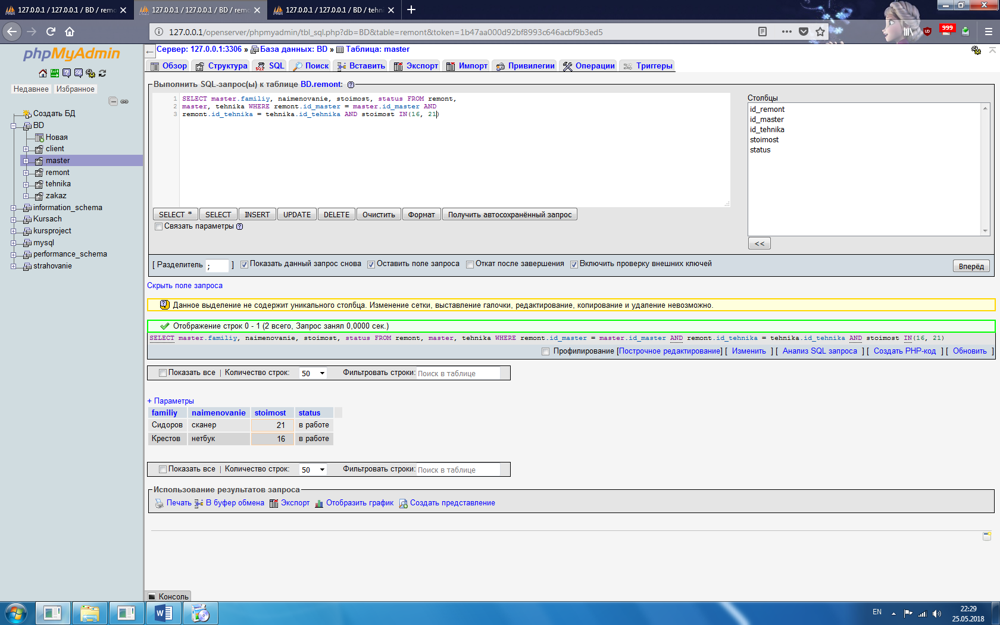 127.0.0.1 / 127.0.0.1 / BD / remo
127.0.0.1 / 127.0.0.1 / BD / remo
127.0.0.1 / 127.0.0.1 / BD / tehni
127.0.0.1/openserver/phpmyadmin/tbl_sql.php?db=BD&table=remont&token=1b47aa000d92bf8993c646acbf9b3ed5
999
phpMyAdmin
Недавнее Избранное
Создать БД
BD
Новая
client
master
remont
tehnika
zakaz
information_schema
Kursach
kursproject
mysql
performance_schema
strahovanie
Сервер: 127.0.0.1:3306 » База данных: BD » Таблица: master
Обзор Структура SQL Поиск Вставить Экспорт Импорт Привилегии Операции Триггеры
Выполнить SQL-запрос(ы) к таблице BD.remont:
1 SELECT master.familiy, naimenovanie, stoimost, status FROM remont,
2 master, tehnika WHERE remont.id_master = master.id_master AND
3 remont.id_tehnika = tehnika.id_tehnika AND stoimost IN(16, 21)
Столбцы
id_remont
id_master
id_tehnika
stoimost
status
SELECT * SELECT INSERT UPDATE DELETE Очистить Формат Получить автосохранённый запрос
Связать параметры
<<
[ Разделитель ; ] Показать данный запрос снова Оставить поле запроса Откат после завершения Включить проверку внешних ключей Вперёд
Скрыть поле запроса
Данное выделение не содержит уникального столбца. Изменение сетки, выставление галочки, редактирование, копирование и удаление невозможно.
Отображение строк 0 - 1 (2 всего, Запрос занял 0,0000 сек.)
SELECT master.familiy, naimenovanie, stoimost, status FROM remont, master, tehnika WHERE remont.id_master = master.id_master AND remont.id_tehnika = tehnika.id_tehnika AND stoimost IN(16, 21)
Профилирование [Построчное редактирование] [ Изменить ] [ Анализ SQL запроса ] [ Создать PHP-код ] [ Обновить ]
Показать все | Количество строк: 50 Фильтровать строки: Поиск в таблице
+ Параметры
familiy naimenovanie stoimost status
Сидоров сканер 21 в работе
Крестов нетбук 16 в работе
Показать все | Количество строк: 50 Фильтровать строки: Поиск в таблице
Использование результатов запроса
Печать В буфер обмена Экспорт Отобразить график Создать представление
Консоль
EN
22:29
25.05.2018